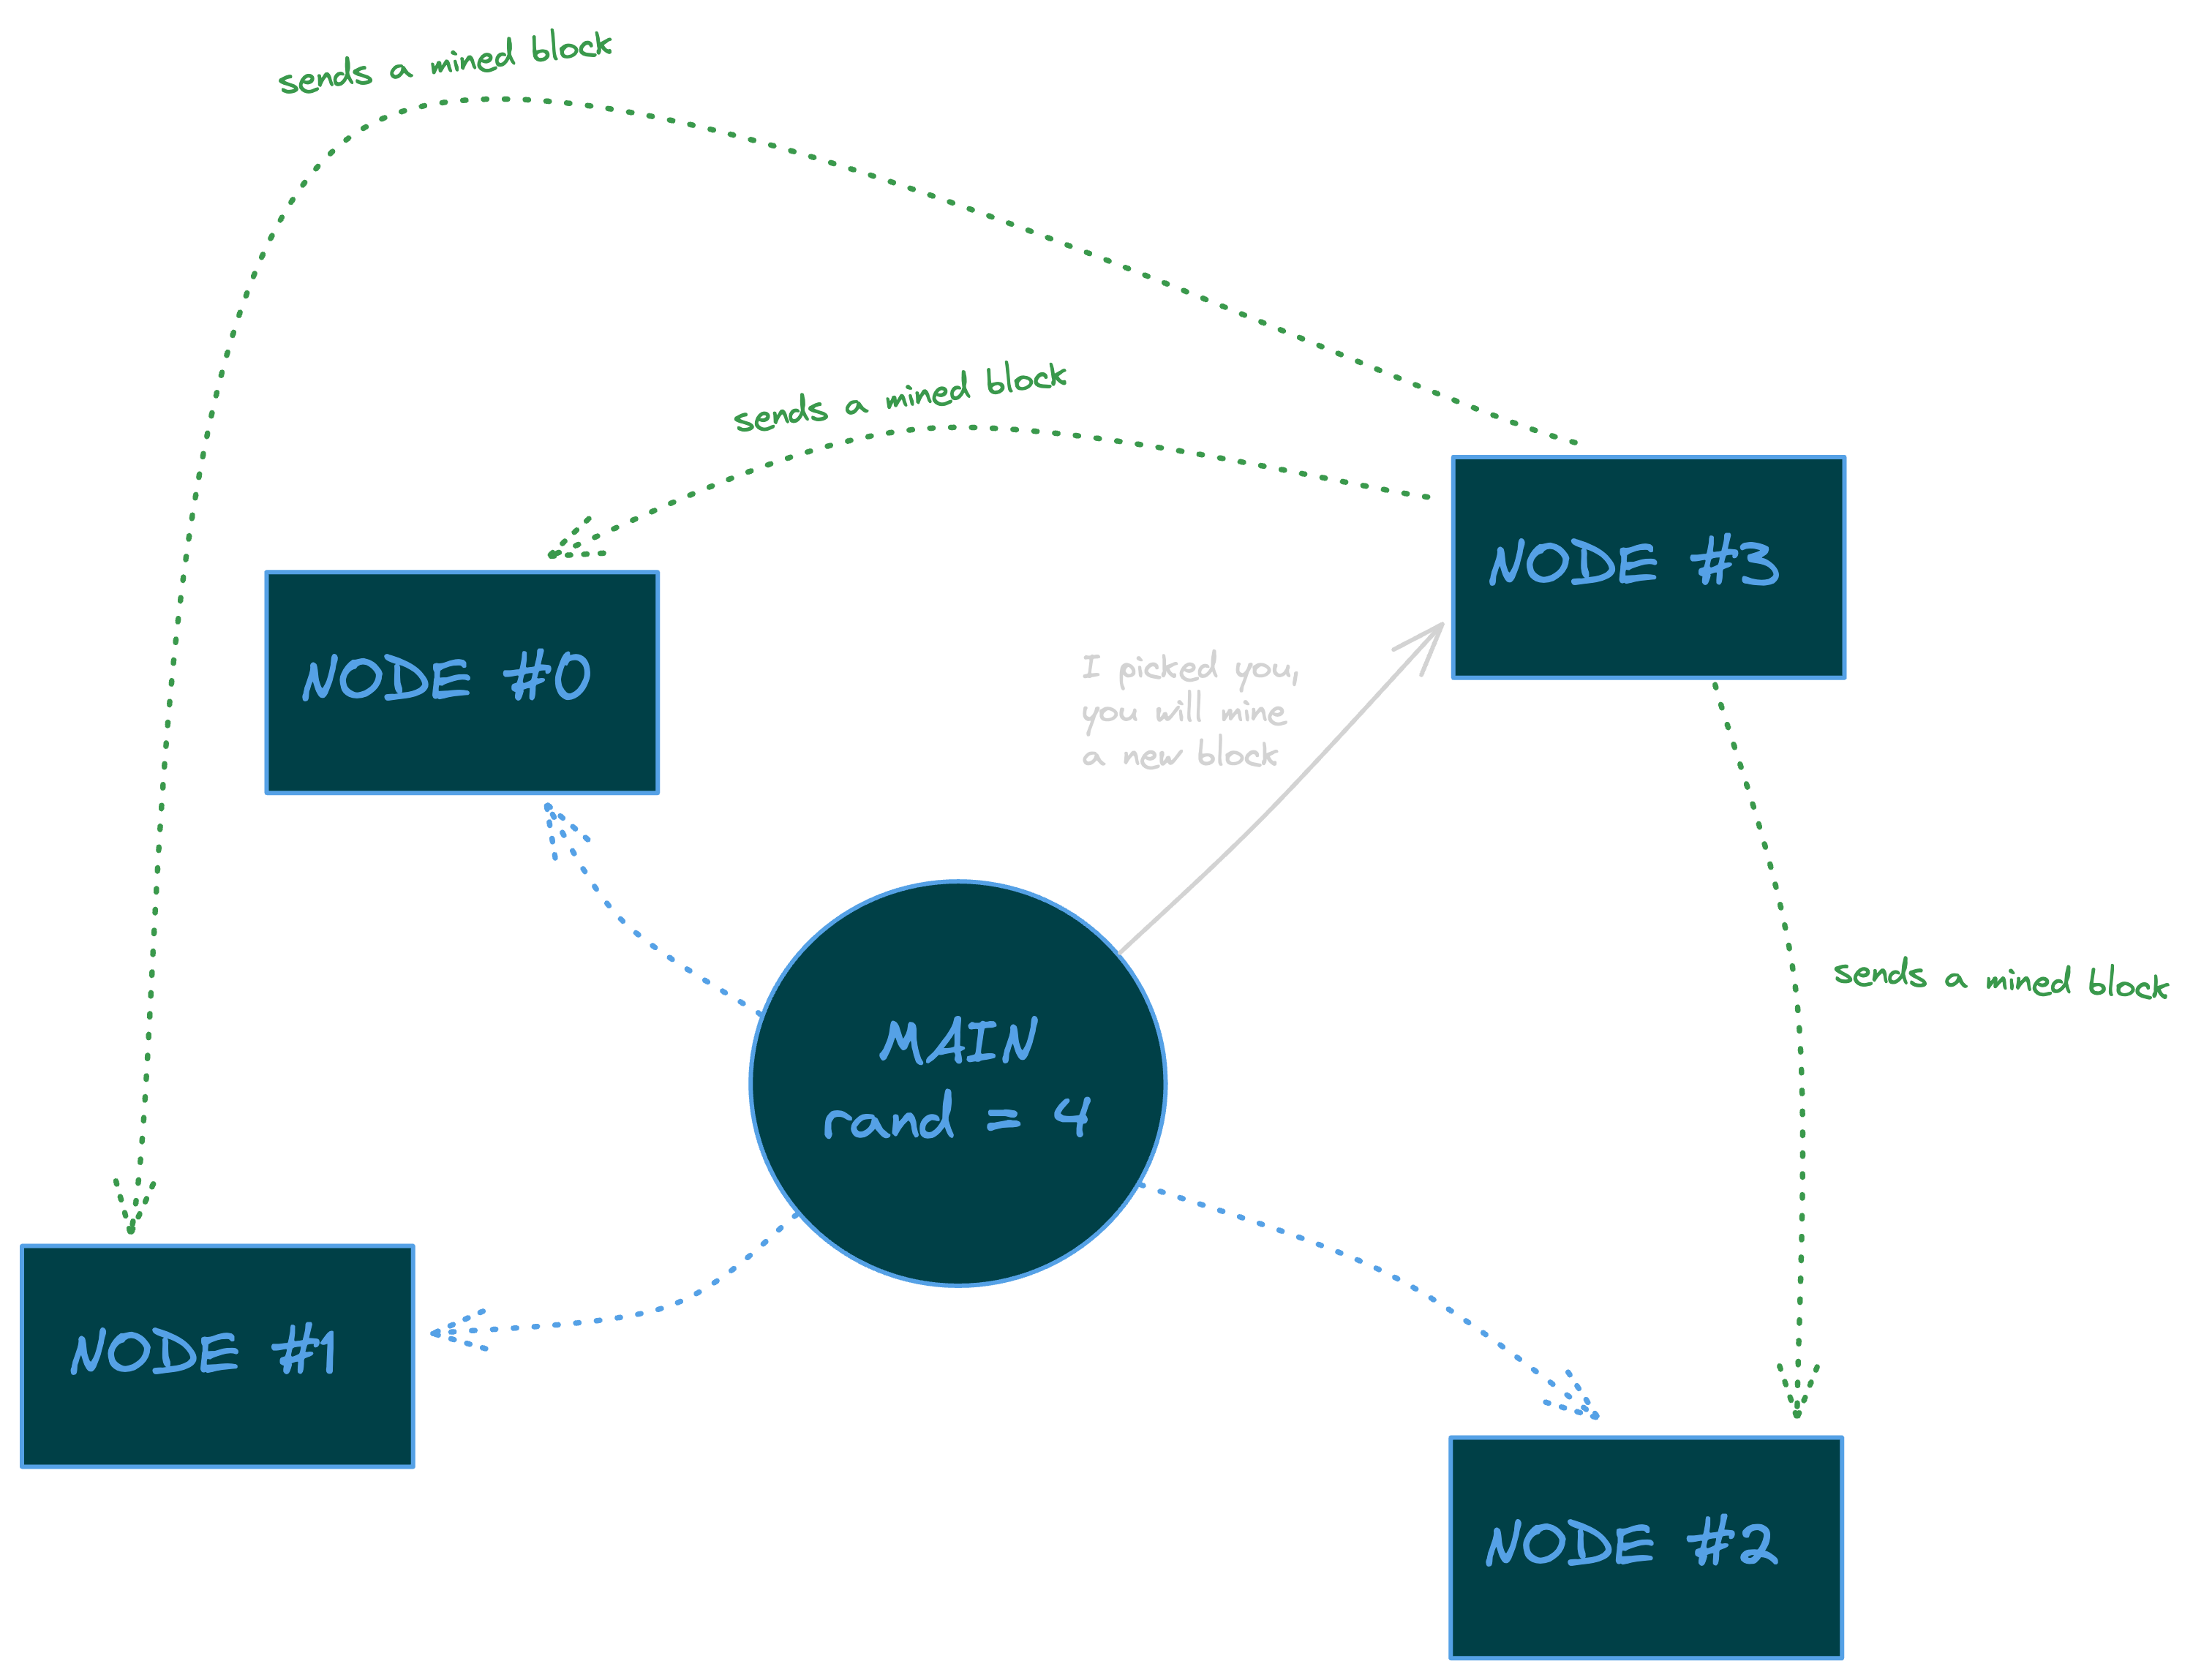 sends a mined block
sends a mined block
NODE #3
NODE #0
I picked you,
you will mine
a new block
sends a mined block
MAIN
rand = 4
NODE #1
NODE #2